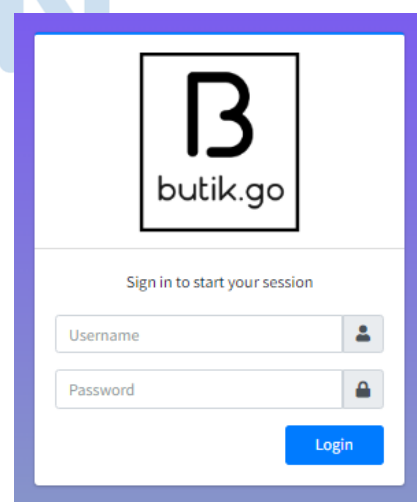 B
butik.go
Sign in to start your session
Username
Password
Login